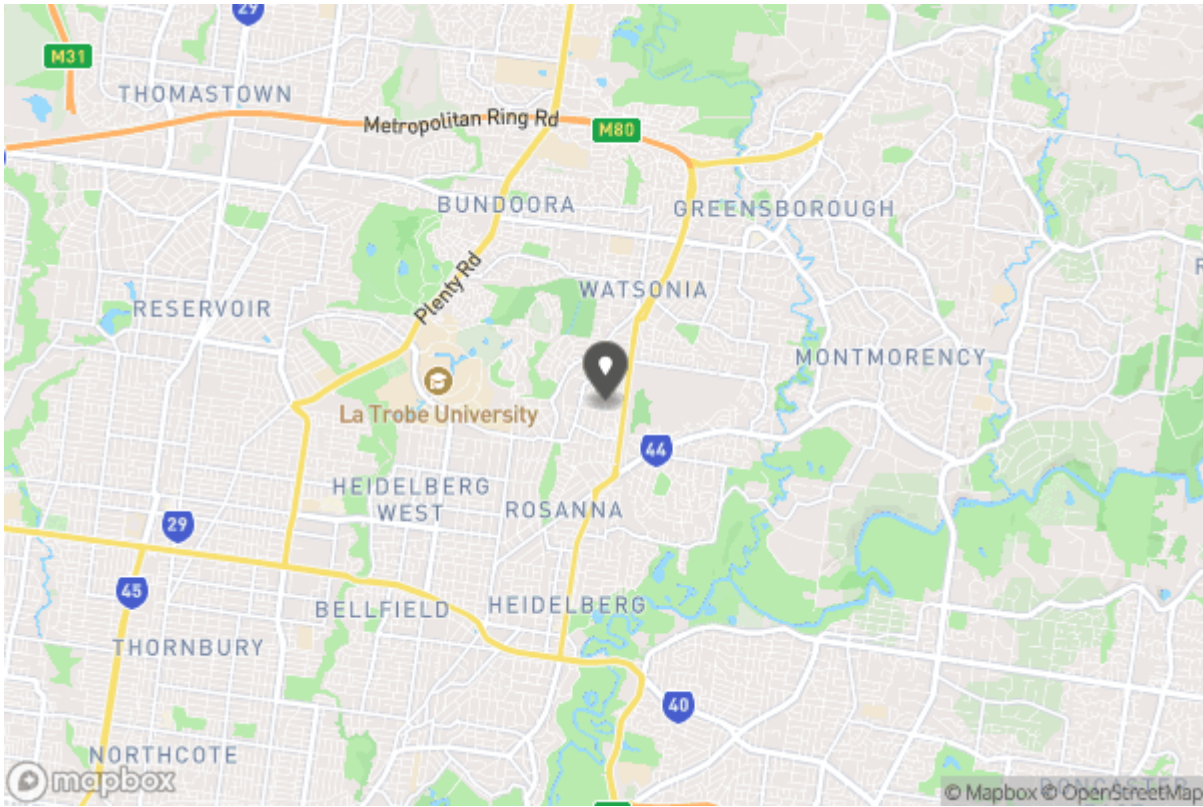 29
M31
THOMASTOWN
Metropolitan Ring Rd
M80
BUNDOORA
GREENSBOROUGH
Plenty Rd
WATSONIA
RESERVOIR
MONTMORENCY
La Trobe University
44
HEIDELBERG
WEST
ROSANNA
29
45
BELLFIELD
HEIDELBERG
THORNBURY
40
NORTHCOTE
mapbox
© Mapbox © OpenStreetMap